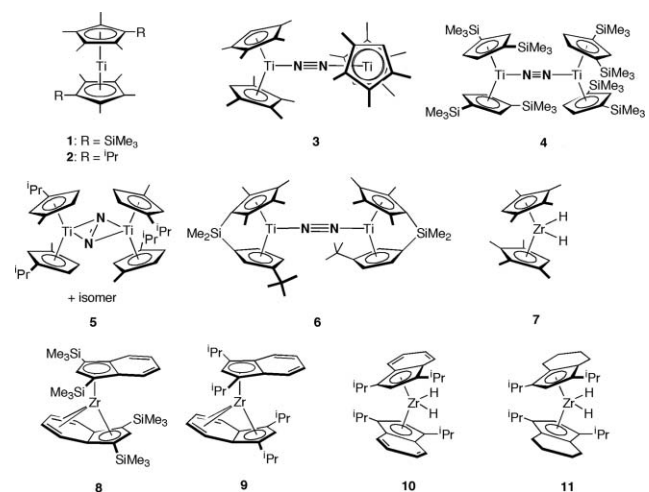 R
Ti
R
1: R = SiMe3
2: R = iPr
Ti N≡N Ti
3
Me3Si SiMe3 Me3Si SiMe3
Ti N≡N Ti
Me3Si SiMe3 Me3Si SiMe3
4
iPr N iPr
Ti Ti
N
iPr iPr
+ isomer
5
Ti N≡N Ti
Me2Si SiMe2
6
H
Zr
H
7
Me3Si
Me3Si
Zr
SiMe3
SiMe3
8
iPr
iPr
Zr
iPr
iPr
9
iPr iPr
H
Zr
H
iPr iPr
10
iPr iPr
H
Zr
H
iPr iPr
11